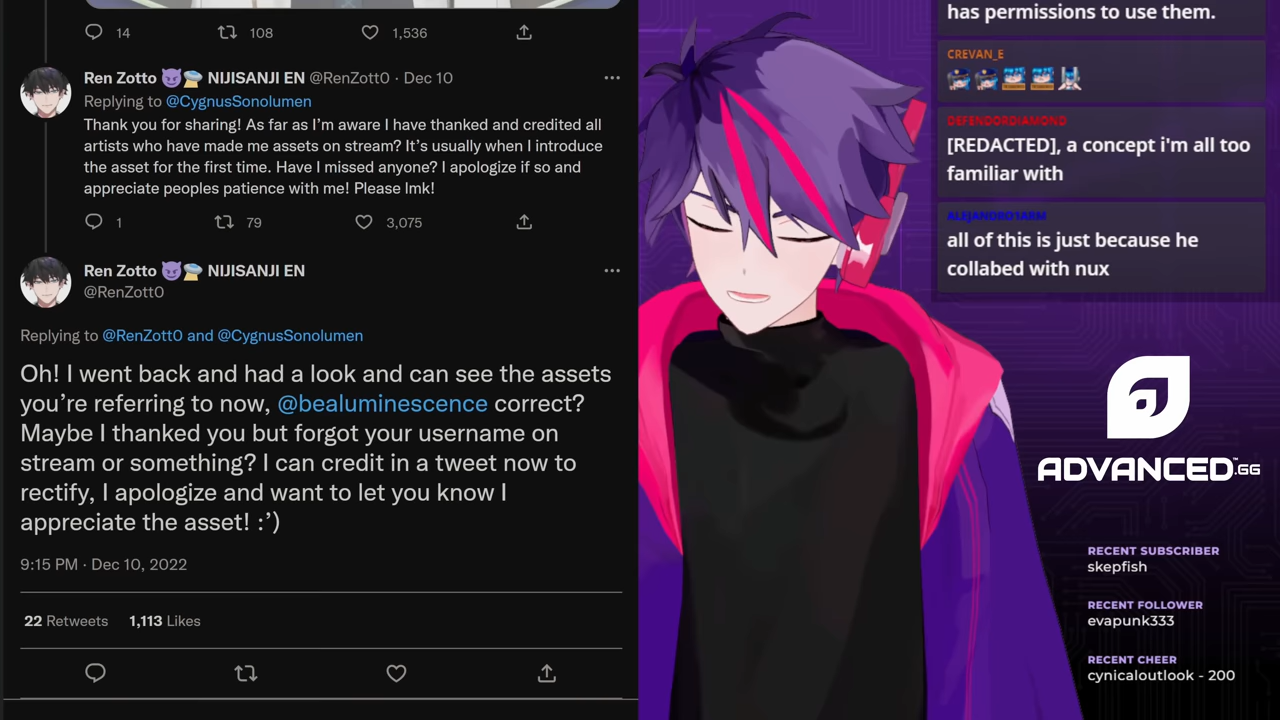 14 108 1,536
Ren Zotto 😈 NIJISANJI EN @RenZott0 · Dec 10
Replying to @CygnusSonolumen
Thank you for sharing! As far as I'm aware I have thanked and credited all
artists who have made me assets on stream? It's usually when I introduce
the asset for the first time. Have I missed anyone? I apologize if so and
appreciate peoples patience with me! Please lmk!
1 79 3,075
Ren Zotto 😈 NIJISANJI EN
@RenZott0
Replying to @RenZott0 and @CygnusSonolumen
Oh! I went back and had a look and can see the assets
you're referring to now, @bealuminescence correct?
Maybe I thanked you but forgot your username on
stream or something? I can credit in a tweet now to
rectify, I apologize and want to let you know I
appreciate the asset! :')
9:15 PM · Dec 10, 2022
22 Retweets 1,113 Likes
has permissions to use them.
CREVAN_E
DEFENDORDIAMOND
[REDACTED], a concept i'm all too
familiar with
ALEJANDRO1ARM
all of this is just because he
collabed with nux
ADVANCED.GG
RECENT SUBSCRIBER
skepfish
RECENT FOLLOWER
evapunk333
RECENT CHEER
cynicaloutlook - 200